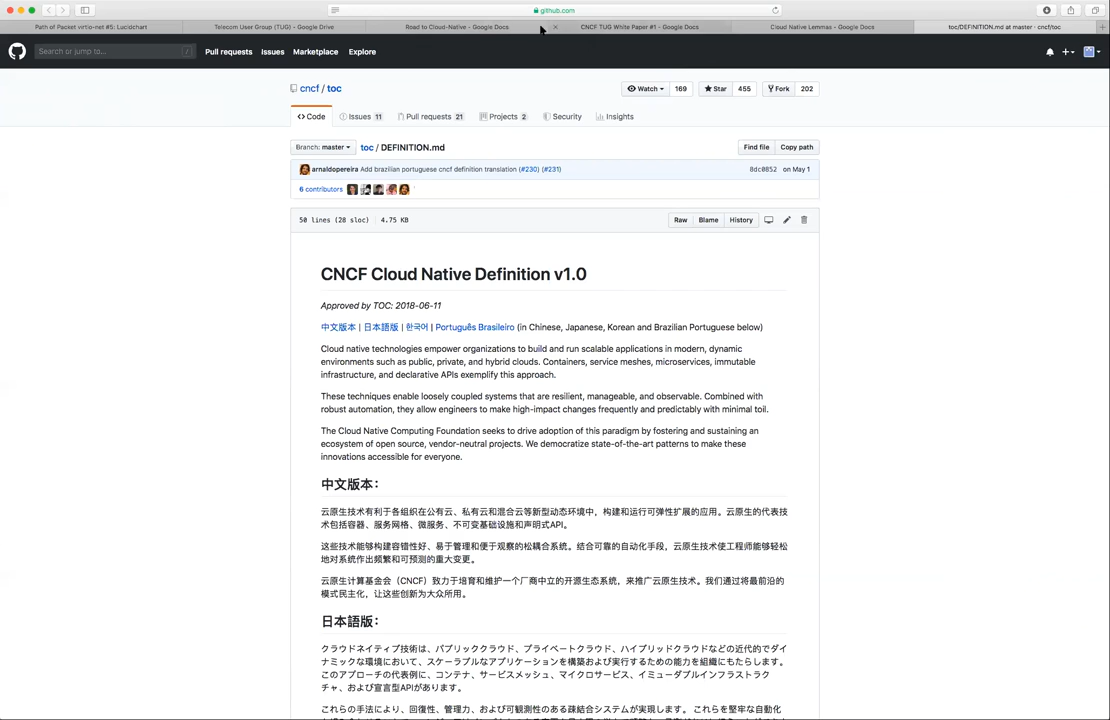 github.com
Path of Packet virtio-net #5: Lucidchart
Telecom User Group (TUG) - Google Drive
Road to Cloud-Native - Google Docs
CNCF TUG White Paper #1 - Google Docs
Cloud Native Lemmas - Google Docs
toc/DEFINITION.md at master · cncf/toc
Search or jump to...
/
Pull requests
Issues
Marketplace
Explore
cncf / toc
Watch
169
Star
455
Fork
202
Code
Issues 11
Pull requests 21
Projects 2
Security
Insights
Branch: master
toc / DEFINITION.md
Find file
Copy path
arnaldopereira Add brazilian portuguese cncf definition translation (#230) (#231)
8dc0852 on May 1
6 contributors
50 lines (28 sloc) 4.75 KB
Raw
Blame
History
CNCF Cloud Native Definition v1.0
Approved by TOC: 2018-06-11
中文版本 | 日本語版 | 한국어 | Português Brasileiro (in Chinese, Japanese, Korean and Brazilian Portuguese below)
Cloud native technologies empower organizations to build and run scalable applications in modern, dynamic
environments such as public, private, and hybrid clouds. Containers, service meshes, microservices, immutable
infrastructure, and declarative APIs exemplify this approach.
These techniques enable loosely coupled systems that are resilient, manageable, and observable. Combined with
robust automation, they allow engineers to make high-impact changes frequently and predictably with minimal toil.
The Cloud Native Computing Foundation seeks to drive adoption of this paradigm by fostering and sustaining an
ecosystem of open source, vendor-neutral projects. We democratize state-of-the-art patterns to make these
innovations accessible for everyone.
中文版本：
云原生技术有利于各组织在公有云、私有云和混合云等新型动态环境中，构建和运行可弹性扩展的应用。云原生的代表技
术包括容器、服务网格、微服务、不可变基础设施和声明式API。
这些技术能够构建容错性好、易于管理和便于观察的松耦合系统。结合可靠的自动化手段，云原生技术使工程师能够轻松
地对系统作出频繁和可预测的重大变更。
云原生计算基金会（CNCF）致力于培育和维护一个厂商中立的开源生态系统，来推广云原生技术。我们通过将最前沿的
模式民主化，让这些创新为大众所用。
日本語版：
クラウドネイティブ技術は、パブリッククラウド、プライベートクラウド、ハイブリッドクラウドなどの近代的でダイ
ナミックな環境において、スケーラブルなアプリケーションを構築および実行するための能力を組織にもたらします。
このアプローチの代表例に、コンテナ、サービスメッシュ、マイクロサービス、イミュータブルインフラストラク
チャ、および宣言型APIがあります。
これらの手法により、回復性、管理力、および可観測性のある疎結合システムが実現します。 これらを堅牢な自動化